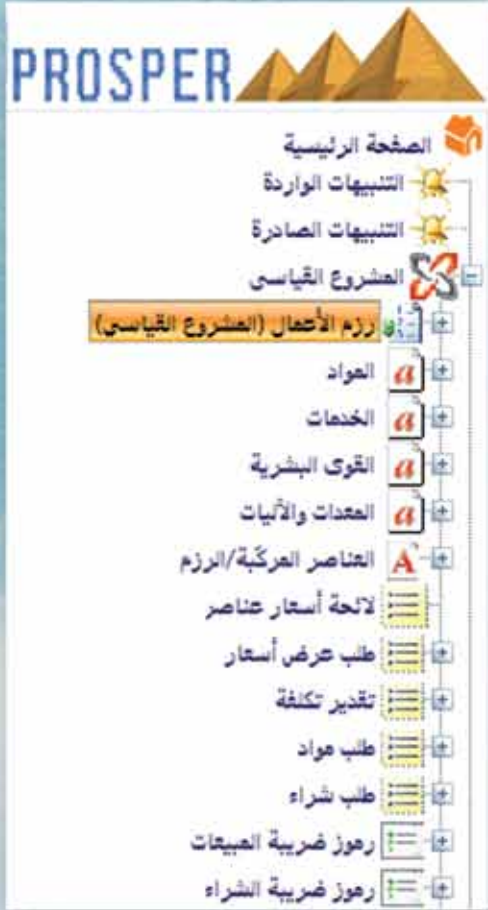 PROSPER
الصفحة الرئيسية
التنبيهات الواردة
التنبيهات الصادرة
المشروع القياسي
رزم الأعمال (المشروع القياسي)
المواد
الخدمات
القوى البشرية
المعدات والأليات
العناصر المركّبة/الرزم
لائحة أسعار عناصر
طلب عرض أسعار
تقدير تكلفة
طلب مواد
طلب شراء
رموز ضريبة المبيعات
رموز ضريبة الشراء